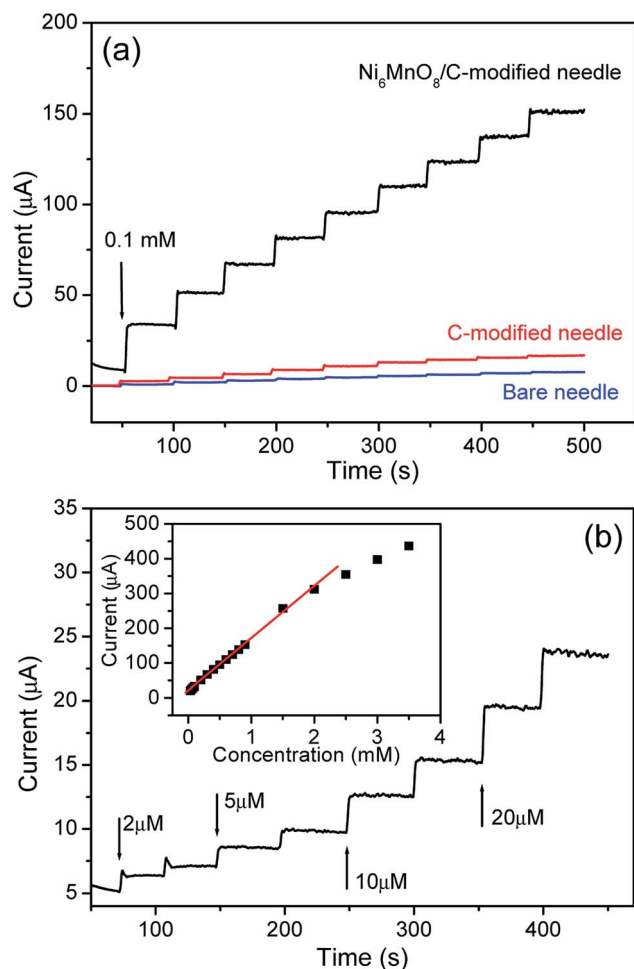 (a)
200
150
100
50
0
Current (μA)
Ni₆MnO₈/C-modified needle
0.1 mM
C-modified needle
Bare needle
100 200 300 400 500
Time (s)
(b)
35
30
25
20
15
10
5
Current (μA)
500
400
300
200
100
0
Current (μA)
0 1 2 3 4
Concentration (mM)
2μM
5μM
10μM
20μM
100 200 300 400
Time (s)